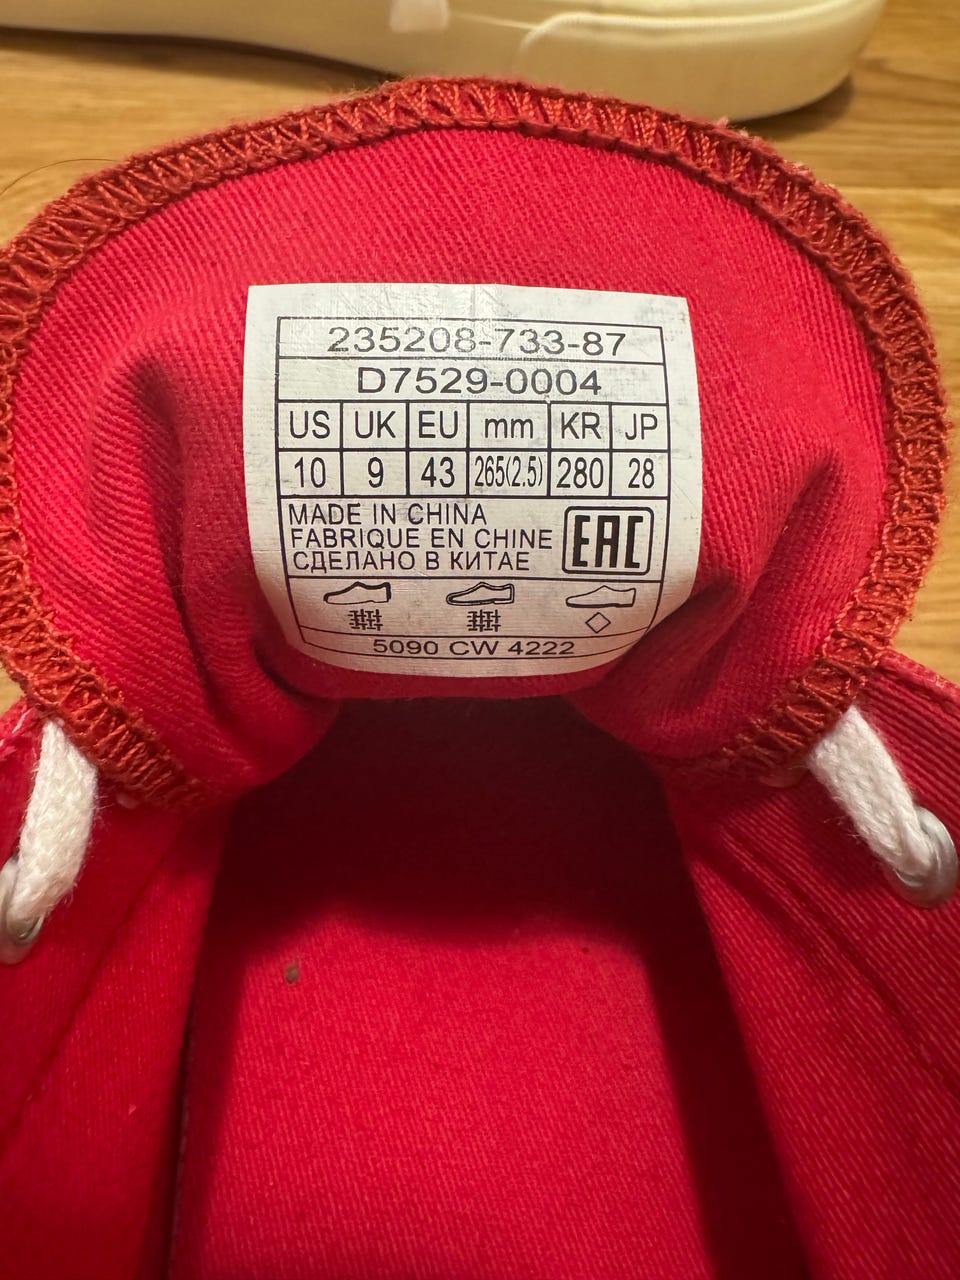 235208-733-87
D7529-0004
US UK EU mm KR JP
10 9 43 265(2.5) 280 28
MADE IN CHINA
FABRIQUE EN CHINE
СДЕЛАНО В КИТАЕ
EAC
5090 CW 4222